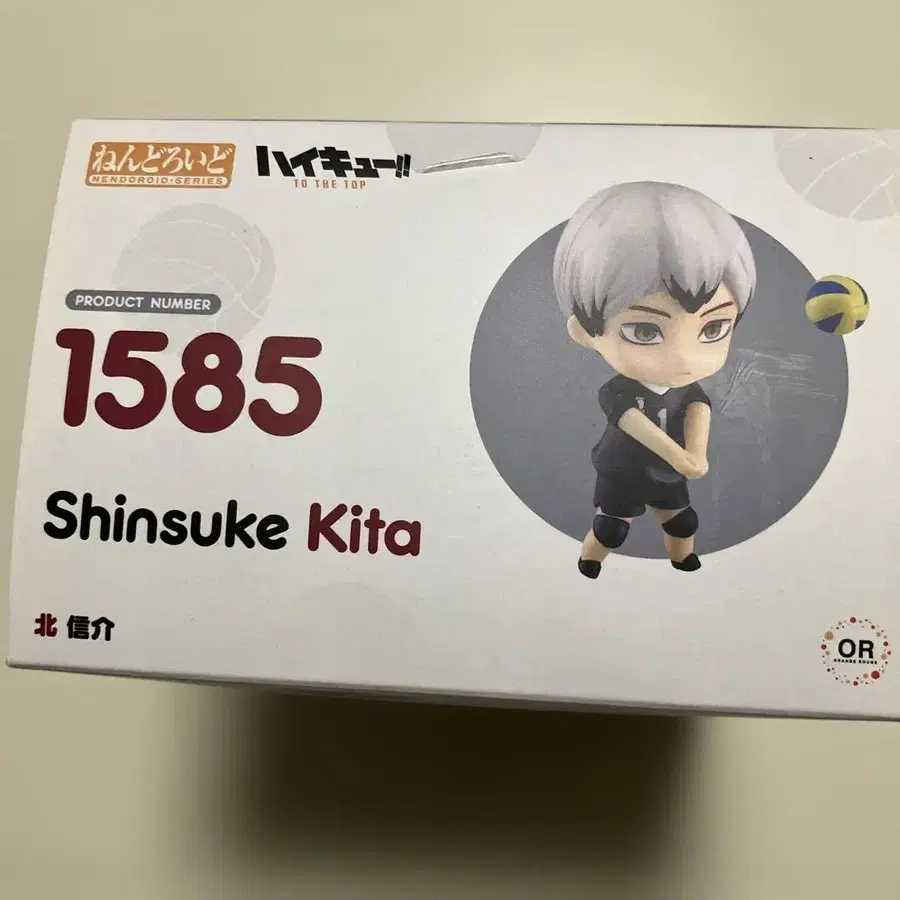 ねんどろいど
NENDOROID·SERIES
ハイキュー!!
TO THE TOP
PRODUCT NUMBER
1585
Shinsuke Kita
北 信介
1
OR
ORANGE ROUGE